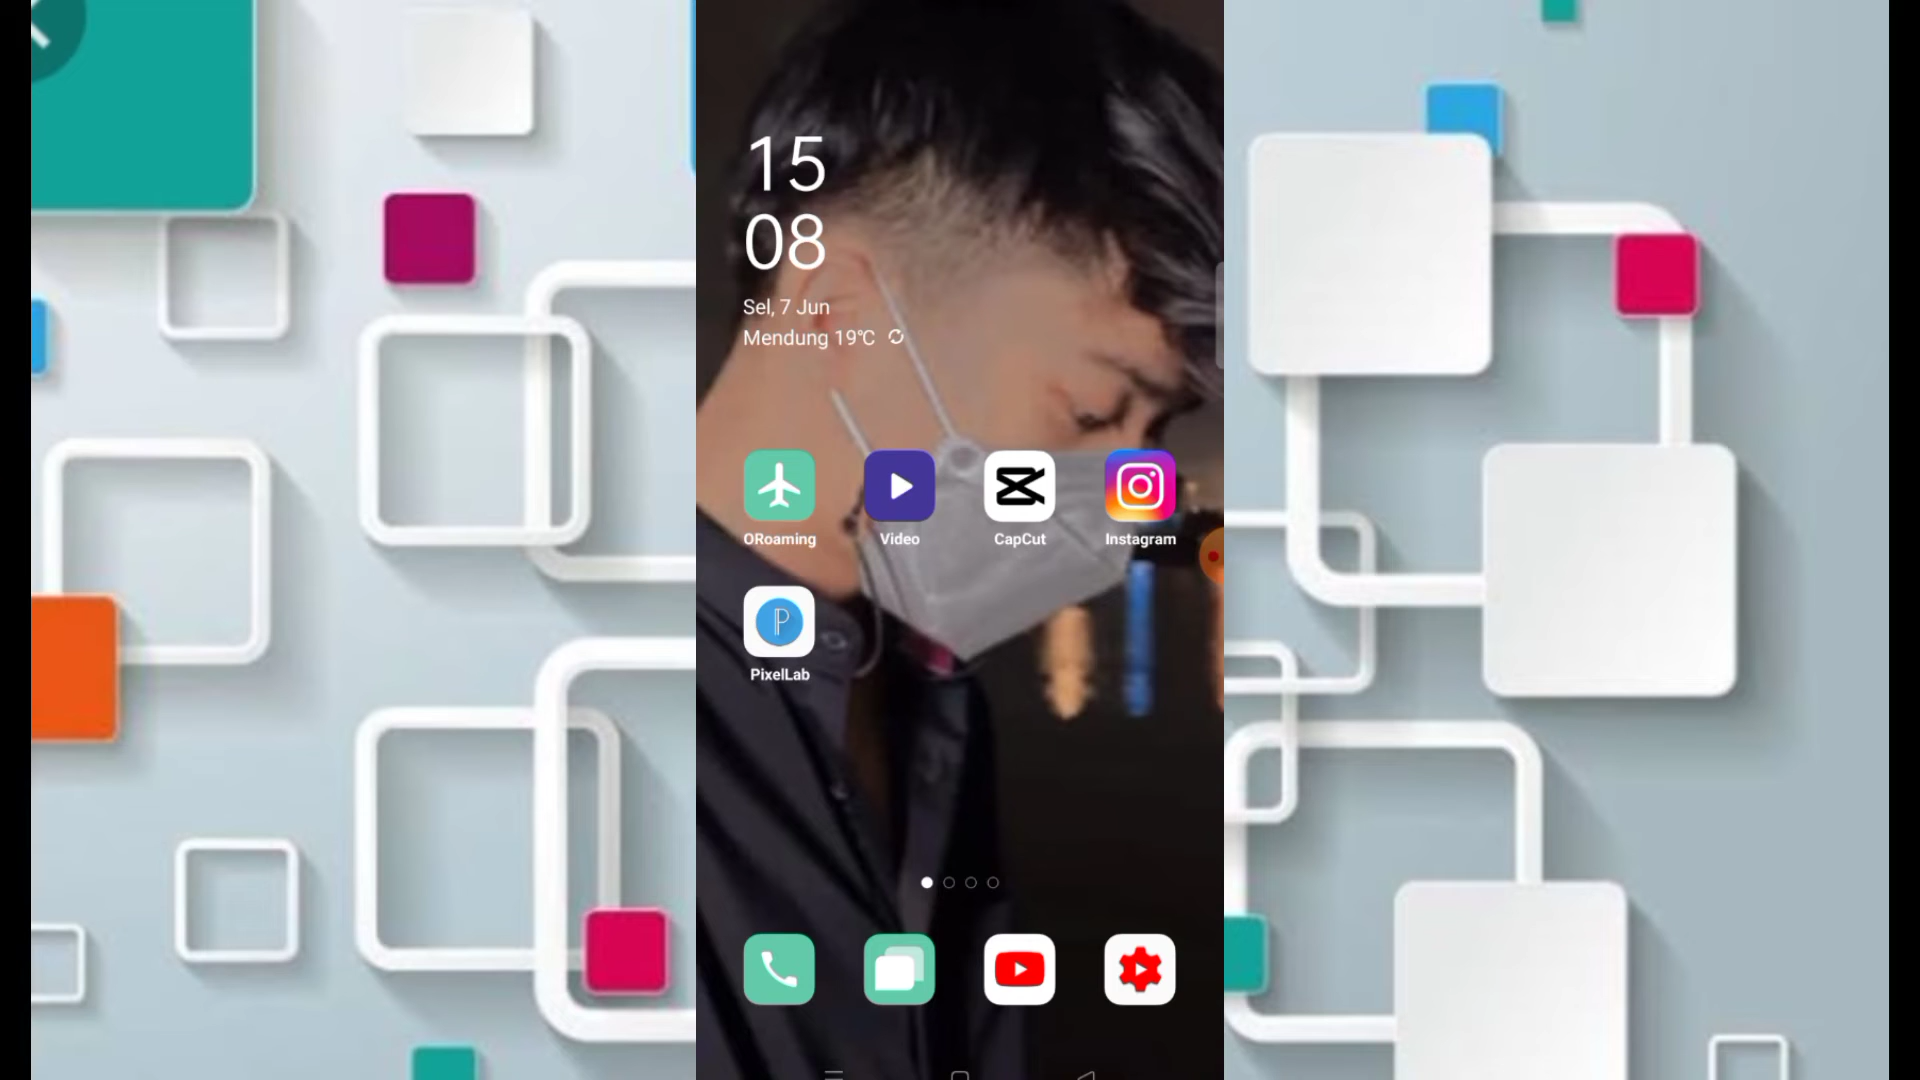 15
08
Sel, 7 Jun
Mendung 19℃
ORoaming
Video
CapCut
Instagram
PixelLab